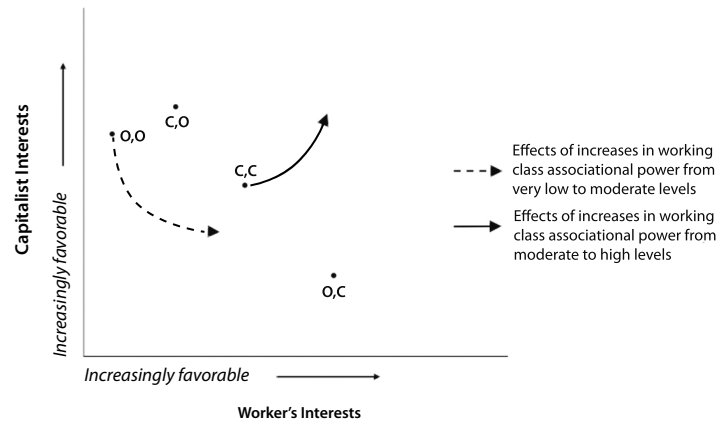 Capitalist Interests
Increasingly favorable
O,O
C,O
C,C
O,C
Effects of increases in working
class associational power from
very low to moderate levels
Effects of increases in working
class associational power from
moderate to high levels
Increasingly favorable
Worker's Interests